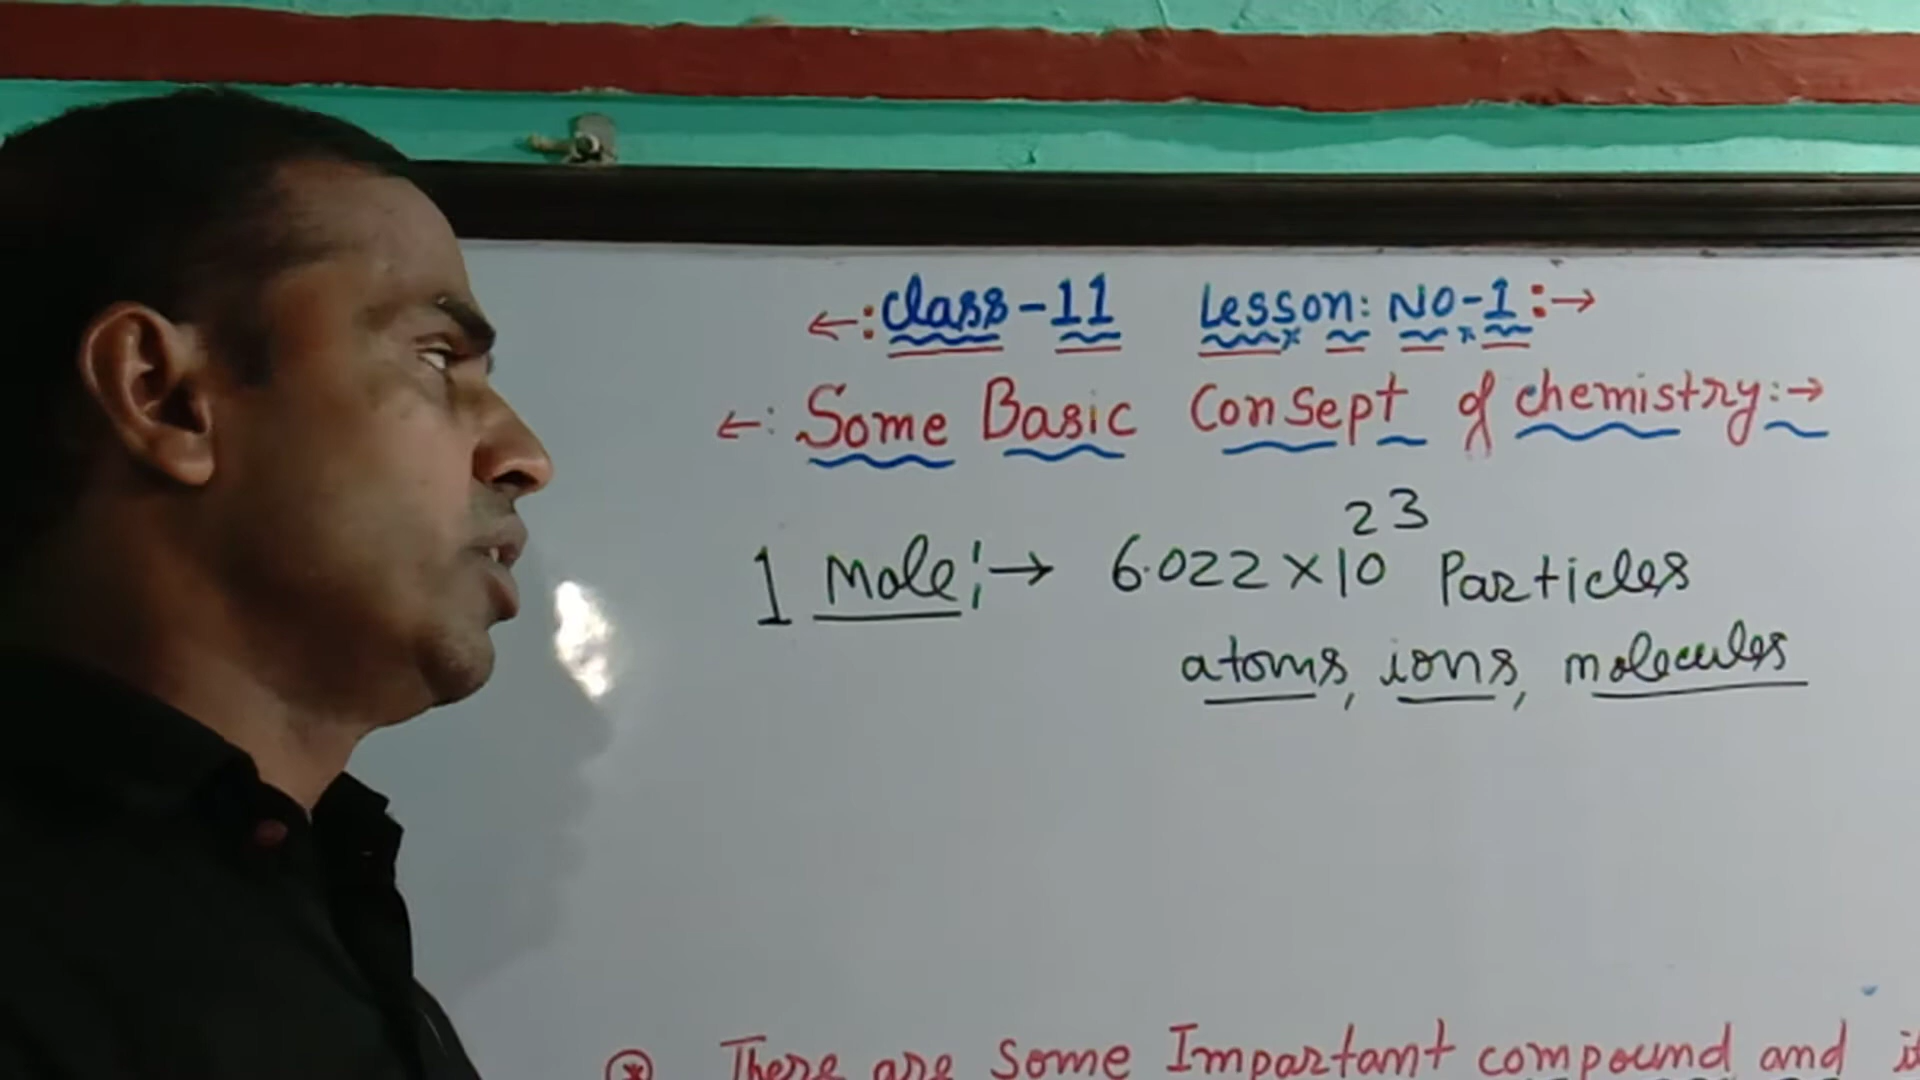 ←:Class-11 Lesson: NO-1:→
←: Some Basic Consept of chemistry:→
1 Mole:→ 6.022×10²³ Particles
atoms, ions, molecules
⊛ There are some Impartant compound and